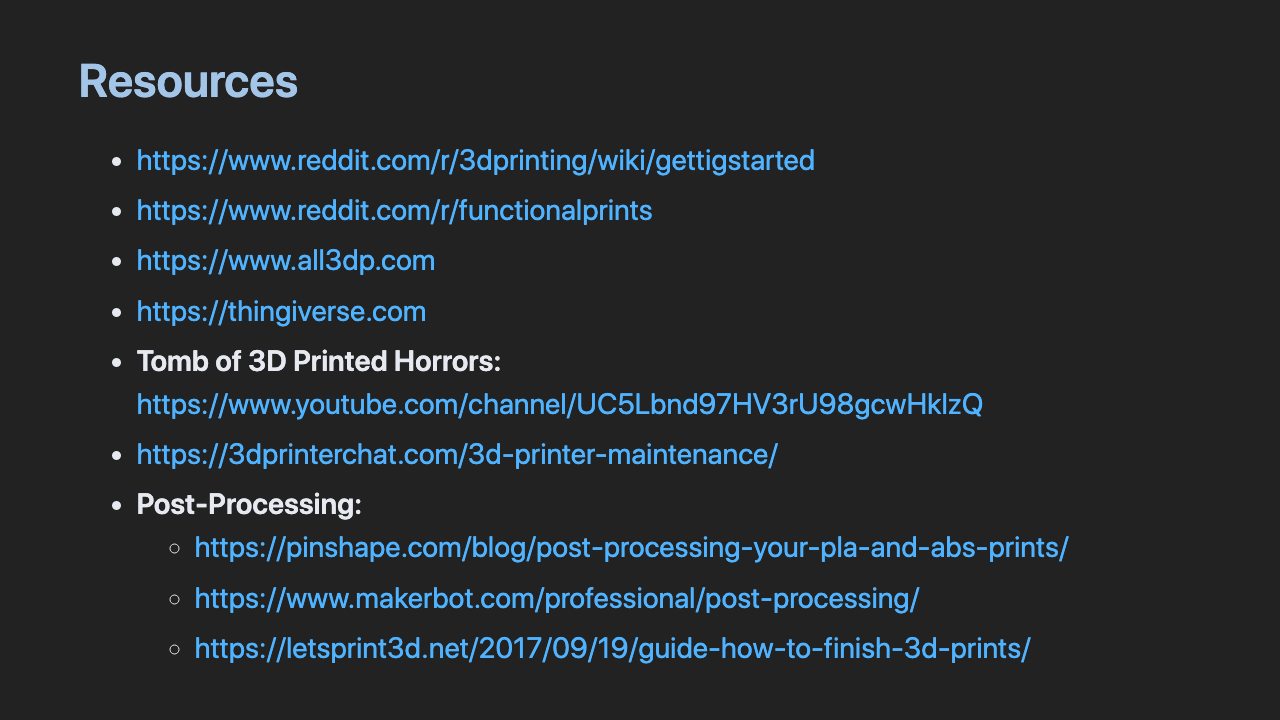 Resources
https://www.reddit.com/r/3dprinting/wiki/gettigstarted
https://www.reddit.com/r/functionalprints
https://www.all3dp.com
https://thingiverse.com
Tomb of 3D Printed Horrors:
https://www.youtube.com/channel/UC5Lbnd97HV3rU98gcwHklzQ
https://3dprinterchat.com/3d-printer-maintenance/
Post-Processing:
https://pinshape.com/blog/post-processing-your-pla-and-abs-prints/
https://www.makerbot.com/professional/post-processing/
https://letsprint3d.net/2017/09/19/guide-how-to-finish-3d-prints/